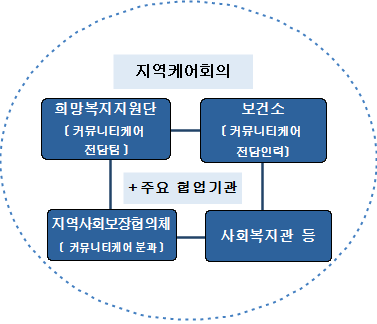 지역케어회의
희망복지지원단
( 커뮤니티케어
전담팀 )
보건소
( 커뮤니티케어
전담인력)
+주요 협업기관
지역사회보장협의체
( 커뮤니티케어 분과 )
사회복지관 등